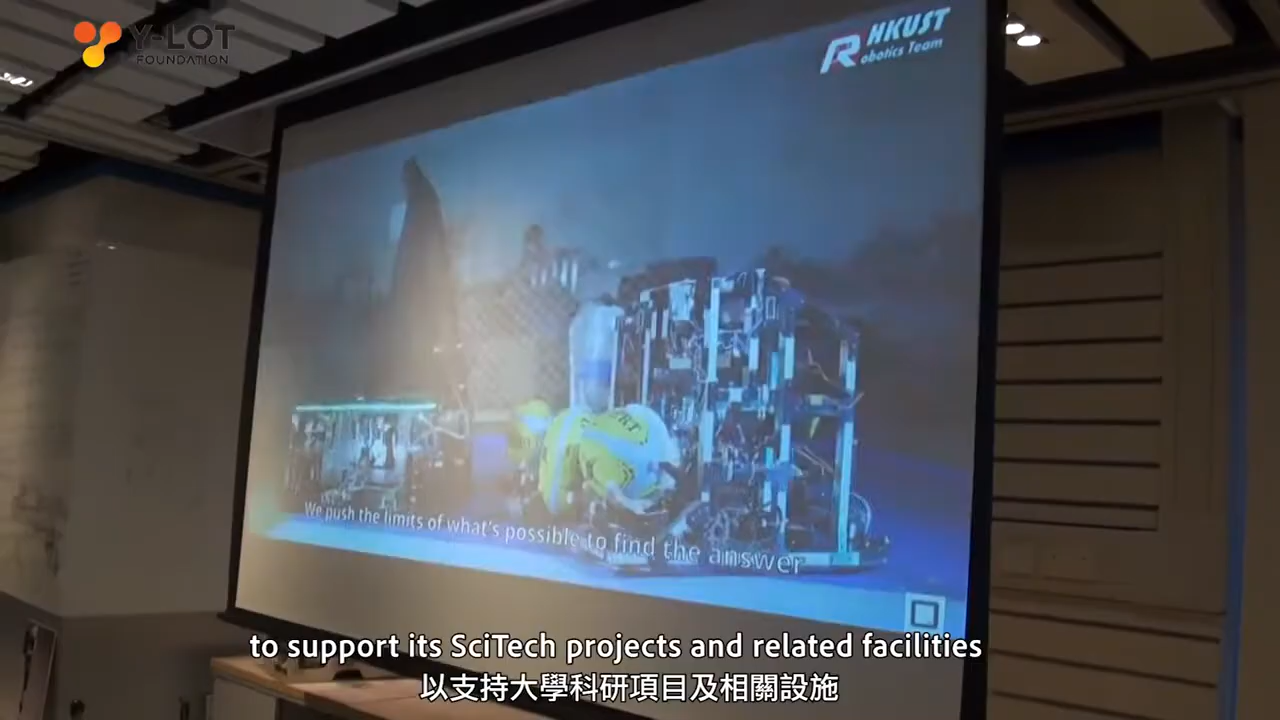 Y-LOT
FOUNDATION
HKUST
Robotics Team
We push the limits of what's possible to find the answer
to support its SciTech projects and related facilities
以支持大學科研項目及相關設施